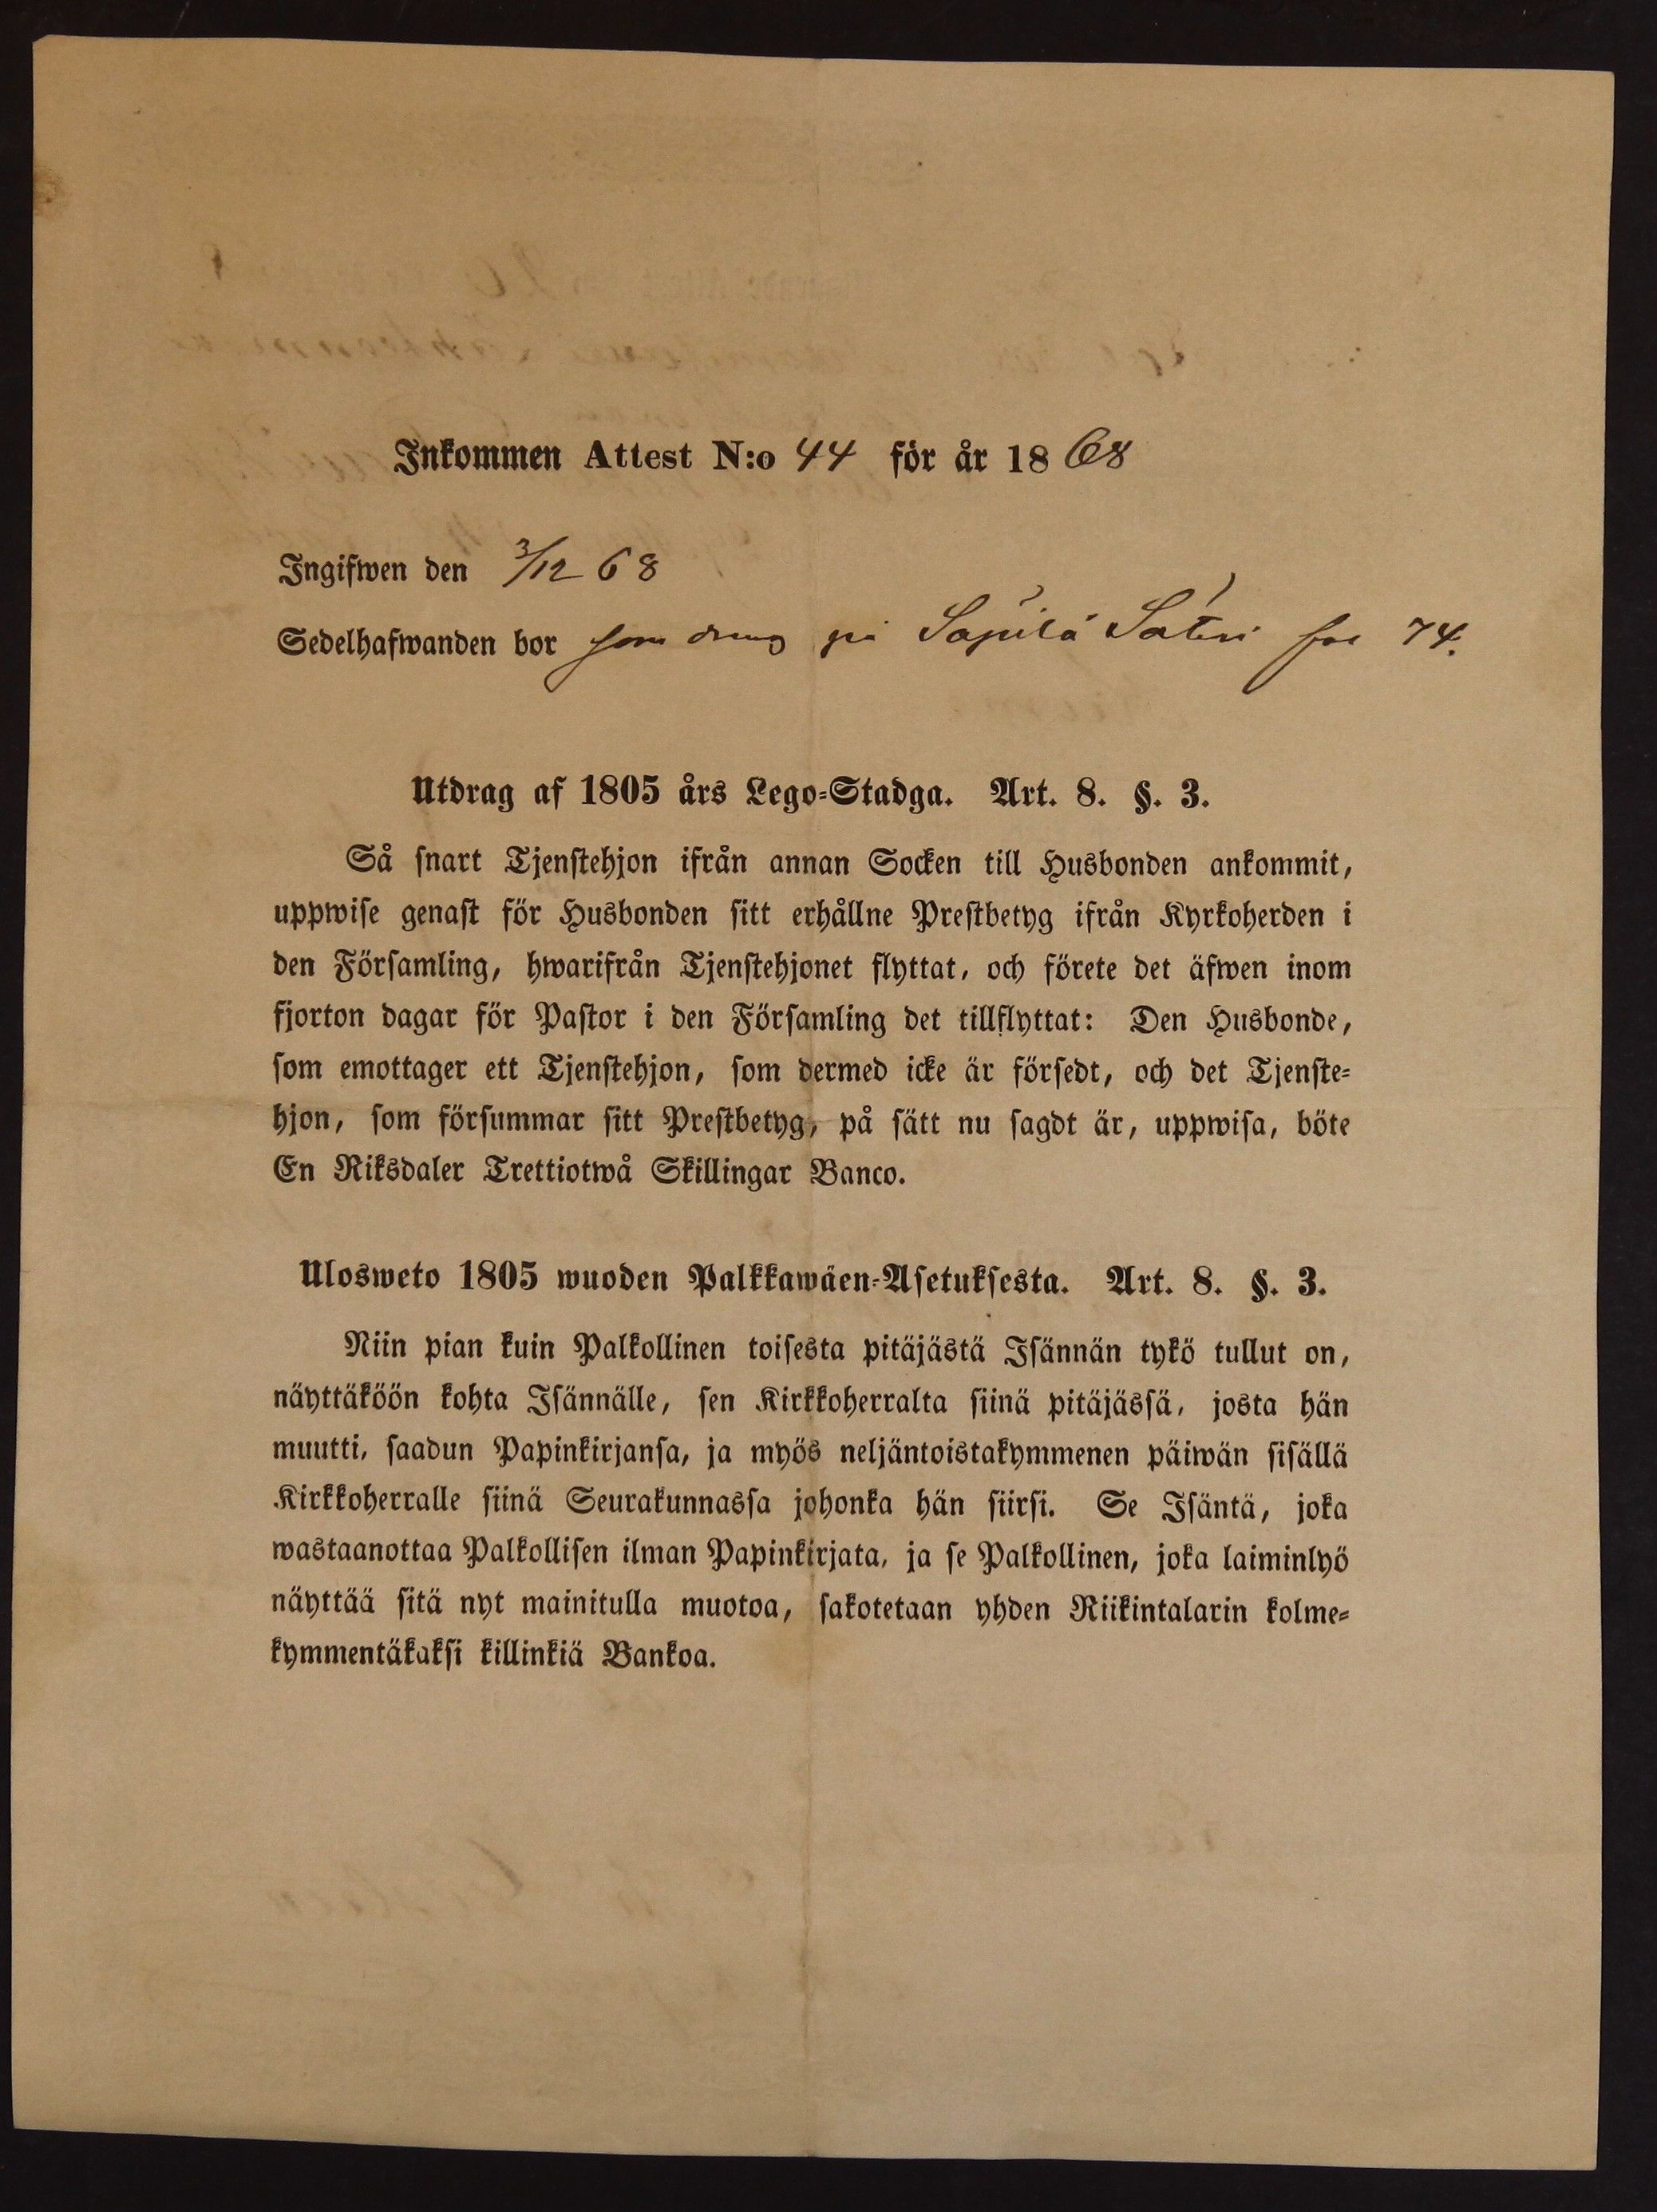 Inkommen Attest N:o 44 för år 1868
Ingifwen den 3/12 68
Sedelhafwanden bor som dreng på Säteri 74.
Utdrag af 1805 års Lego-Stadga. Art. 8. §. 3.
Så snart Tjenstehjon ifrån annan Socken till Husbonden ankommit,
uppwise genast för Husbonden sitt erhållne Prestbetyg ifrån Kyrkoherden i
den Församling, hwarifrån Tjenstehjonet flyttat, och förete det äfwen inom
fjorton dagar för Pastor i den Församling det tillflyttat: Den Husbonde,
som emottager ett Tjenstehjon, som dermed icke är försedt, och det Tjenste-
hjon, som försummar sitt Prestbetyg, på sätt nu sagdt är, uppwisa, böte
En Riksdaler Trettiotwå Skillingar Banco.
Ulosweto 1805 wuoden Palkkawäen-Asetuksesta. Art. 8. §. 3.
Niin pian kuin Palkollinen toisesta pitäjästä Isännän tykö tullut on,
näyttäköön kohta Isännälle, sen Kirkkoherralta siinä pitäjässä, josta hän
muutti, saadun Papinkirjansa, ja myös neljäntoistakymmenen päiwän sisällä
Kirkkoherralle siinä Seurakunnassa johonka hän siirsi. Se Isäntä, joka
wastaanottaa Palkollisen ilman Papinkirjata, ja se Palkollinen, joka laiminlyö
näyttää sitä nyt mainitulla muotoa, sakotetaan yhden Riikintalarin kolme-
kymmentäkaksi killinkiä Bankoa.